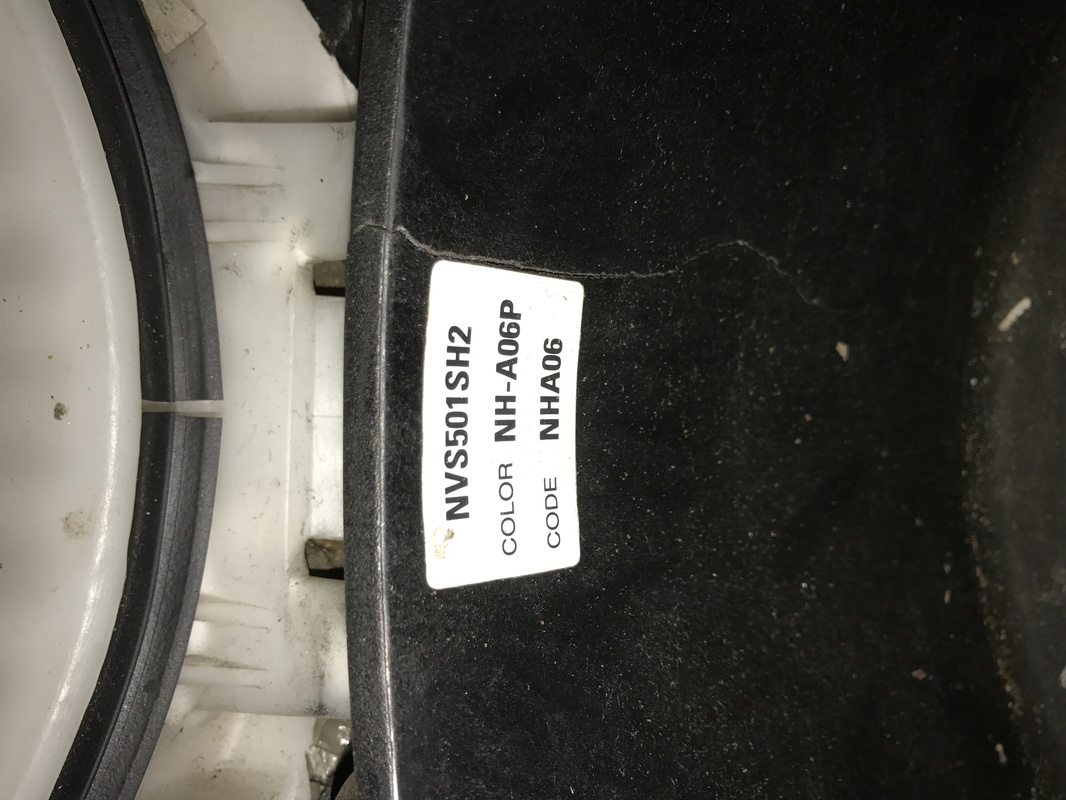 NVS501SH2
COLOR NH-A06P
CODE NHA06